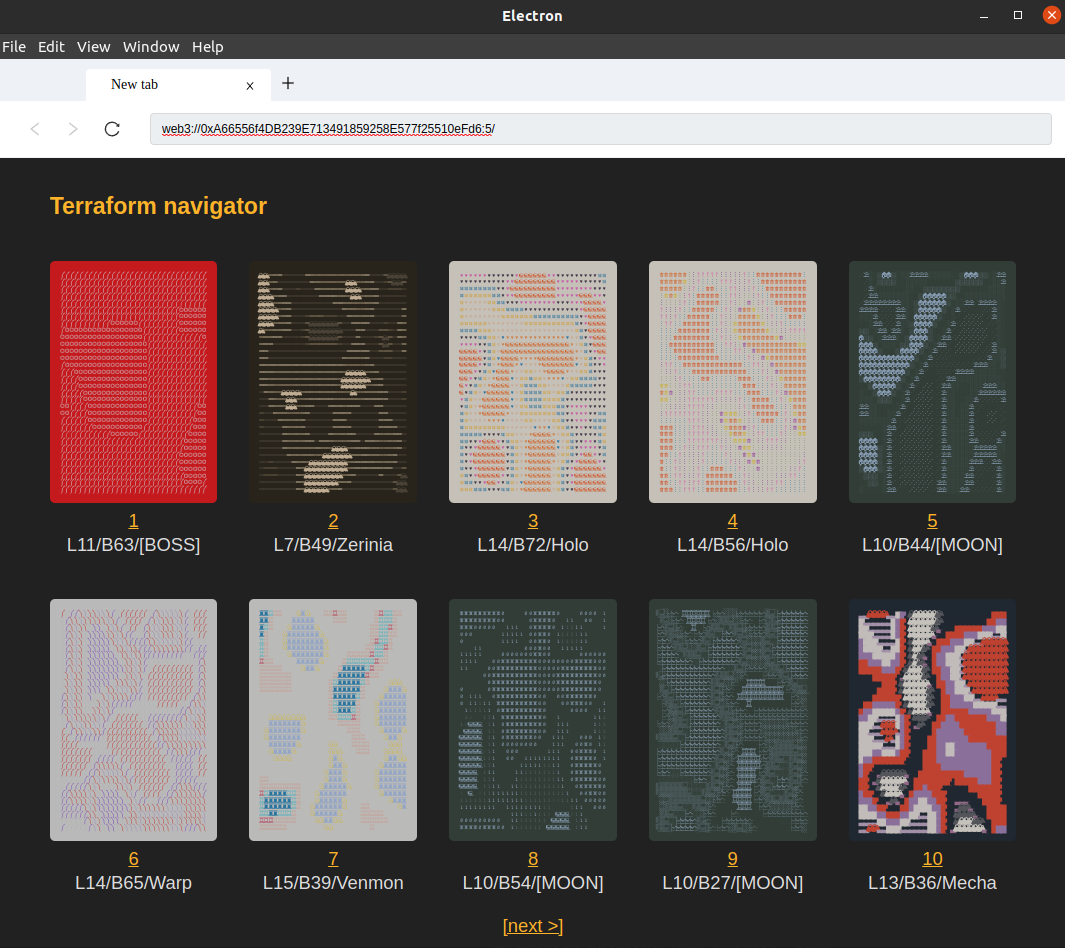 Electron
File Edit View Window Help
New tab x +
web3://0xA66556f4DB239E713491859258E577f25510eFd6:5/
Terraform navigator
1 2 3 4 5
L11/B63/[BOSS] L7/B49/Zerinia L14/B72/Holo L14/B56/Holo L10/B44/[MOON]
6 7 8 9 10
L14/B65/Warp L15/B39/Venmon L10/B54/[MOON] L10/B27/[MOON] L13/B36/Mecha
[next >]